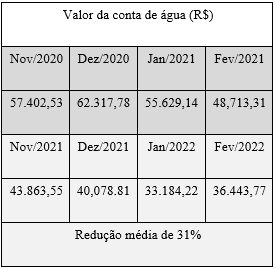 Valor da conta de água (R$)
Nov/2020 Dez/2020 Jan/2021 Fev/2021
57.402,53 62.317,78 55.629,14 48,713,31
Nov/2021 Dez/2021 Jan/2022 Fev/2022
43.863,55 40,078.81 33.184,22 36.443,77
Redução média de 31%